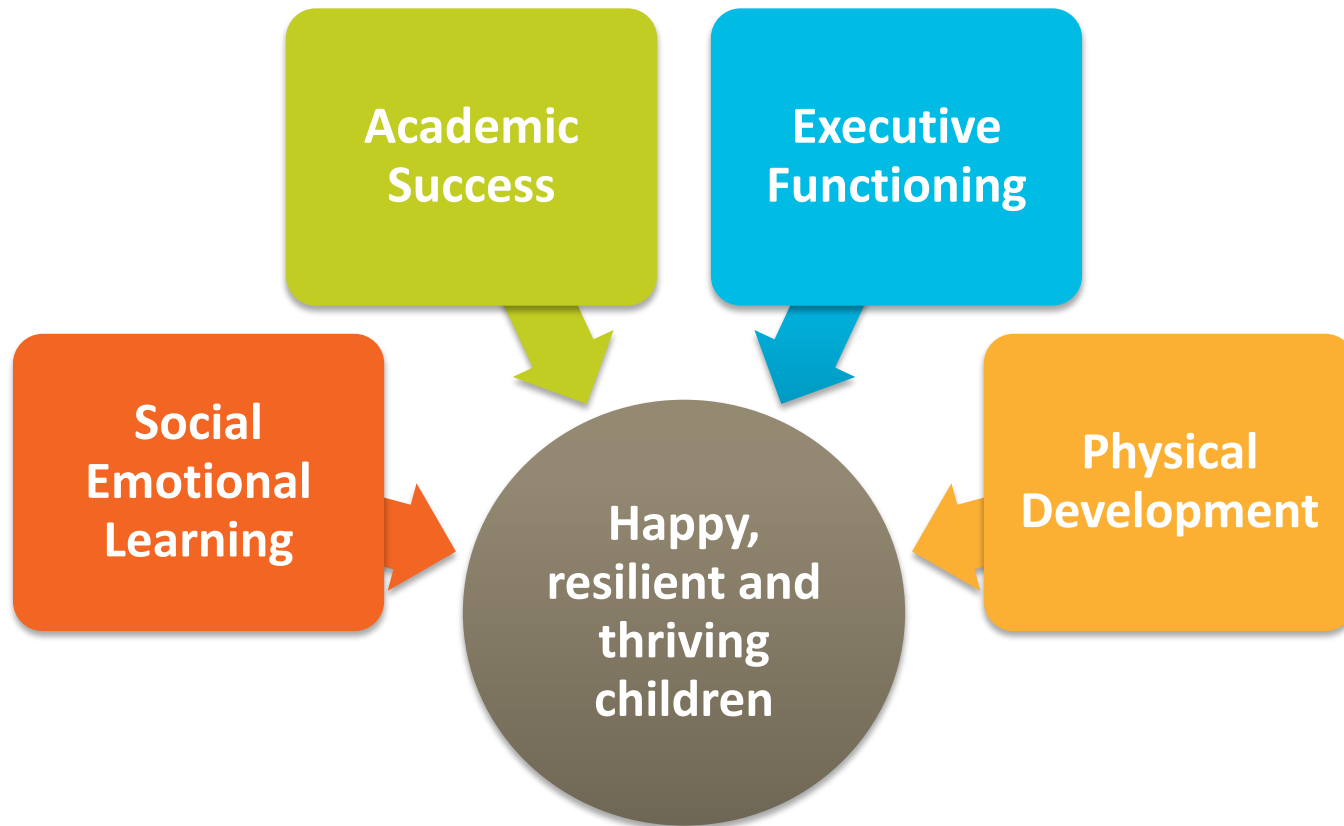 Academic
Success
Executive
Functioning
Social
Emotional
Learning
Physical
Development
Happy,
resilient and
thriving
children